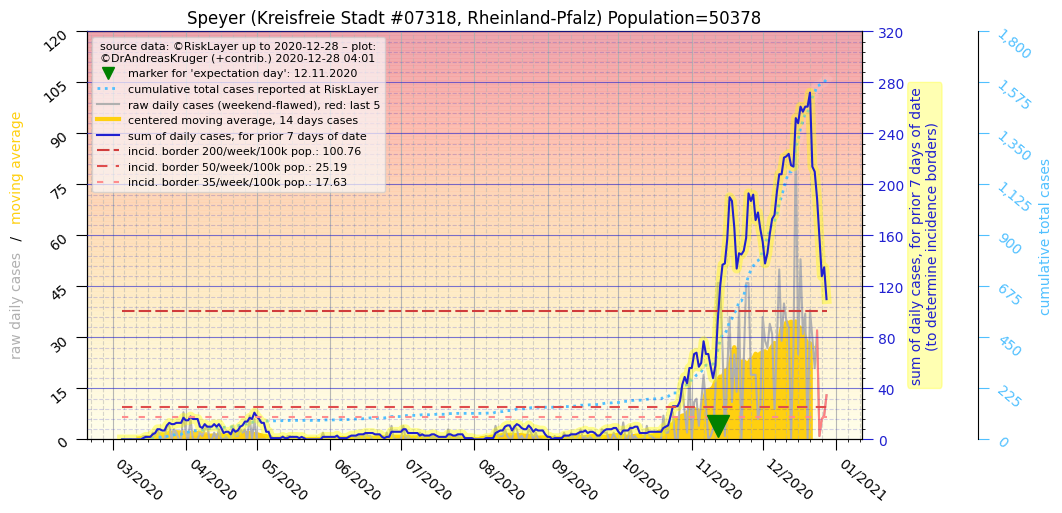 Speyer (Kreisfreie Stadt #07318, Rheinland-Pfalz) Population=50378
source data: ©RiskLayer up to 2020-12-28 – plot:
©DrAndreasKruger (+contrib.) 2020-12-28 04:01
marker for 'expectation day': 12.11.2020
cumulative total cases reported at RiskLayer
raw daily cases (weekend-flawed), red: last 5
centered moving average, 14 days cases
sum of daily cases, for prior 7 days of date
incid. border 200/week/100k pop.: 100.76
incid. border 50/week/100k pop.: 25.19
incid. border 35/week/100k pop.: 17.63
raw daily cases / moving average
120
105
90
75
60
45
30
15
0
03/2020
04/2020
05/2020
06/2020
07/2020
08/2020
09/2020
10/2020
11/2020
12/2020
01/2021
320
280
240
200
160
120
80
40
0
sum of daily cases, for prior 7 days of date
(to determine incidence borders)
1,800
1,575
1,350
1,125
900
675
450
225
0
cumulative total cases